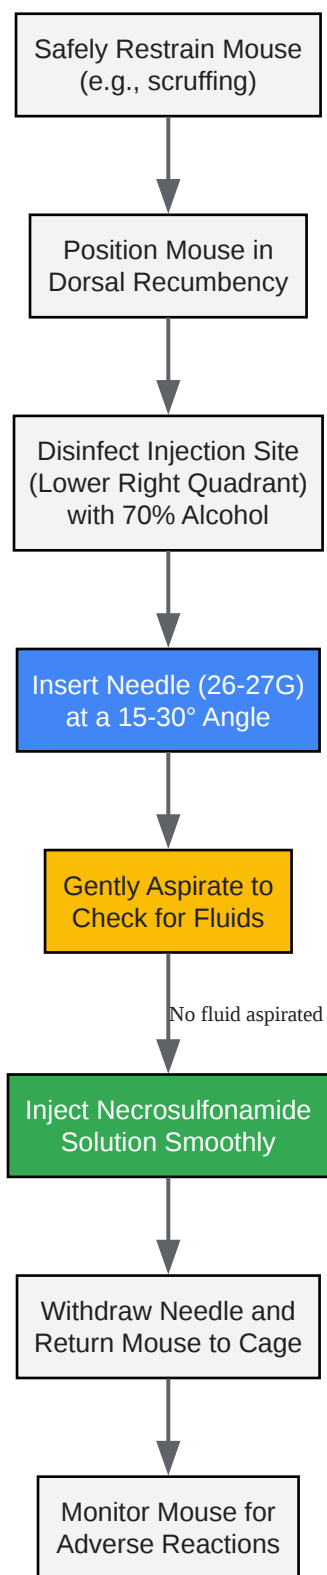 Safely Restrain Mouse
(e.g., scruffing)
Position Mouse in
Dorsal Recumbency
Disinfect Injection Site
(Lower Right Quadrant)
with 70% Alcohol
Insert Needle (26-27G)
at a 15-30° Angle
Gently Aspirate to
Check for Fluids
No fluid aspirated
Inject Necrosulfonamide
Solution Smoothly
Withdraw Needle and
Return Mouse to Cage
Monitor Mouse for
Adverse Reactions